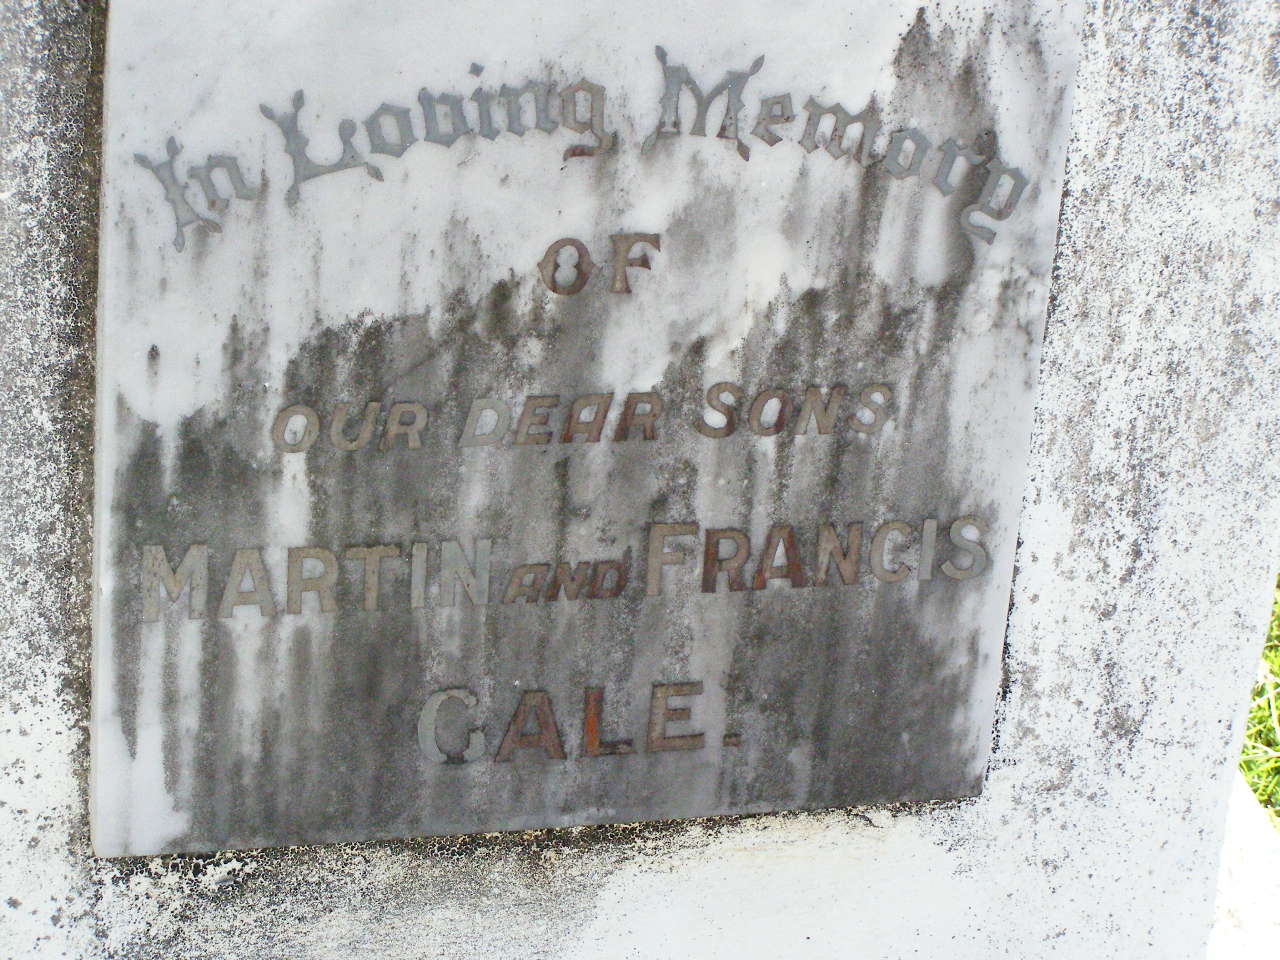 In Loving Memory
OF
OUR DEAR SONS
MARTIN AND FRANCIS
GALE.